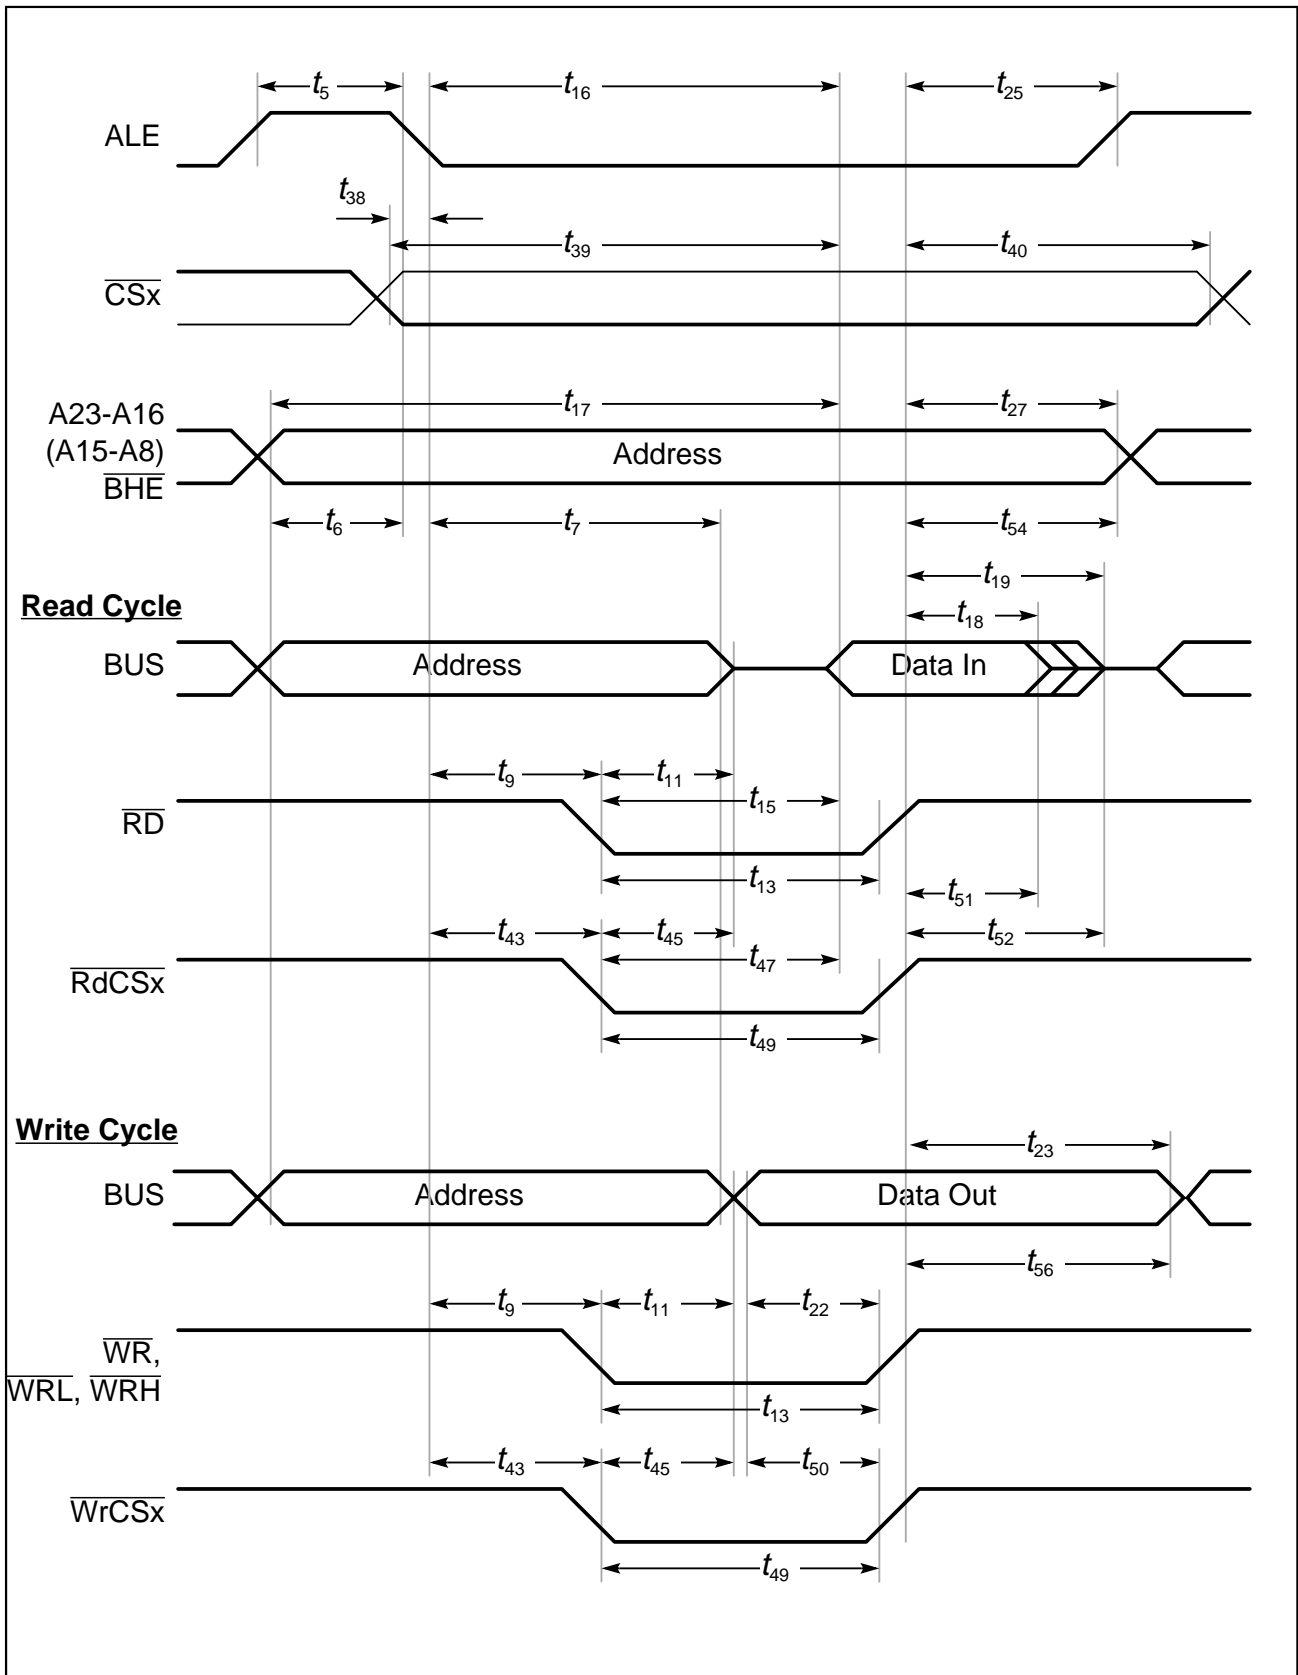 t5 t16 t25
ALE
t38
t39 t40
CSx
t17 t27
A23-A16
(A15-A8)
BHE
Address
t6 t7 t54
t19
Read Cycle
t18
BUS Address Data In
t9 t11
t15
RD
t13
t51
t43 t45 t52
t47
RdCSx
t49
Write Cycle
t23
BUS Address Data Out
t56
t9 t11 t22
WR,
WRL, WRH
t13
t43 t45 t50
WrCSx
t49